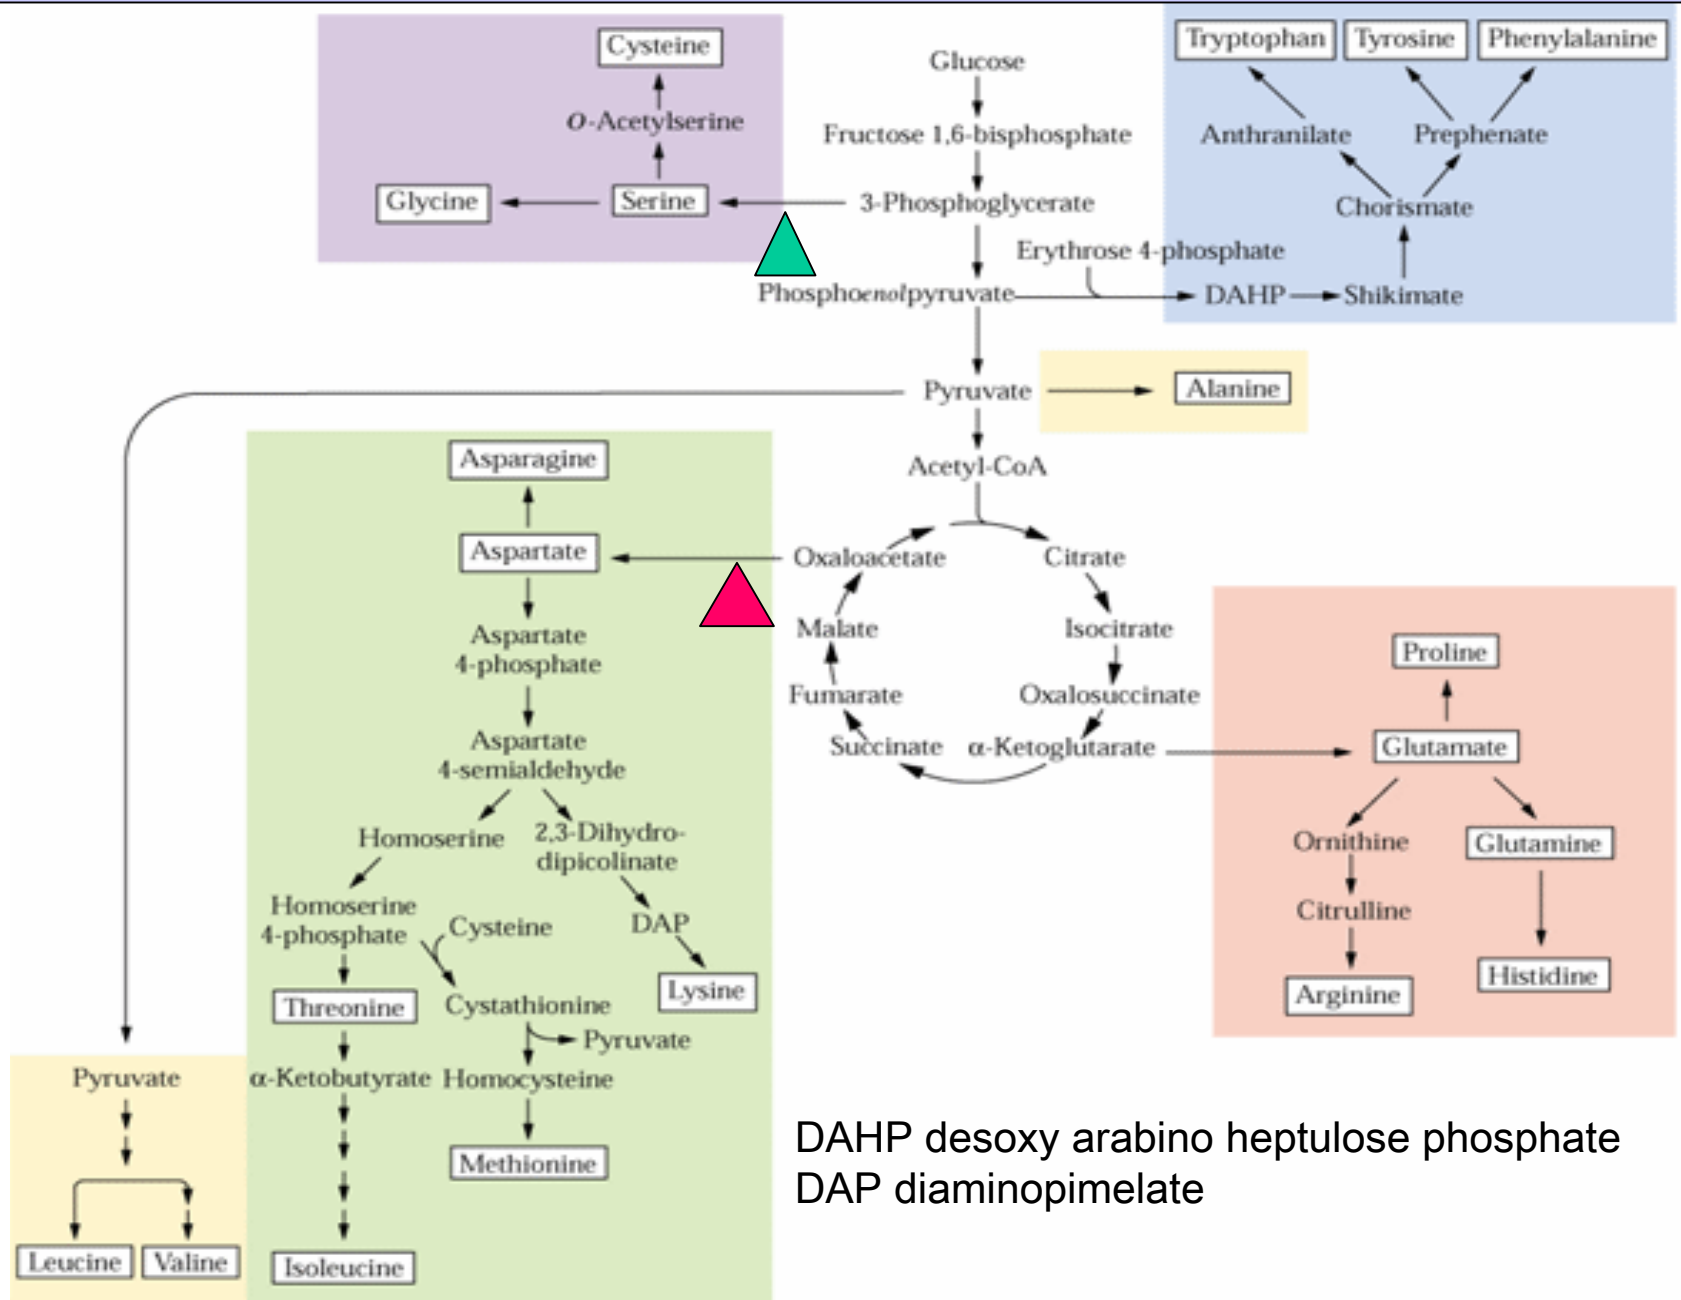 Cysteine
O-Acetylserine
Glycine
Serine
Glucose
Fructose 1,6-bisphosphate
3-Phosphoglycerate
Erythrose 4-phosphate
Phosphoenolpyruvate
DAHP
Shikimate
Chorismate
Anthranilate
Prephenate
Tryptophan
Tyrosine
Phenylalanine
Pyruvate
Alanine
Acetyl-CoA
Oxaloacetate
Citrate
Malate
Isocitrate
Fumarate
Oxalosuccinate
Succinate
α-Ketoglutarate
Asparagine
Aspartate
Aspartate
4-phosphate
Aspartate
4-semialdehyde
Homoserine
2,3-Dihydro-
dipicolinate
Homoserine
4-phosphate
Cysteine
DAP
Lysine
Threonine
Cystathionine
Pyruvate
α-Ketobutyrate
Homocysteine
Methionine
Isoleucine
Pyruvate
Leucine
Valine
Proline
Glutamate
Ornithine
Glutamine
Citrulline
Arginine
Histidine
DAHP desoxy arabino heptulose phosphate
DAP diaminopimelate